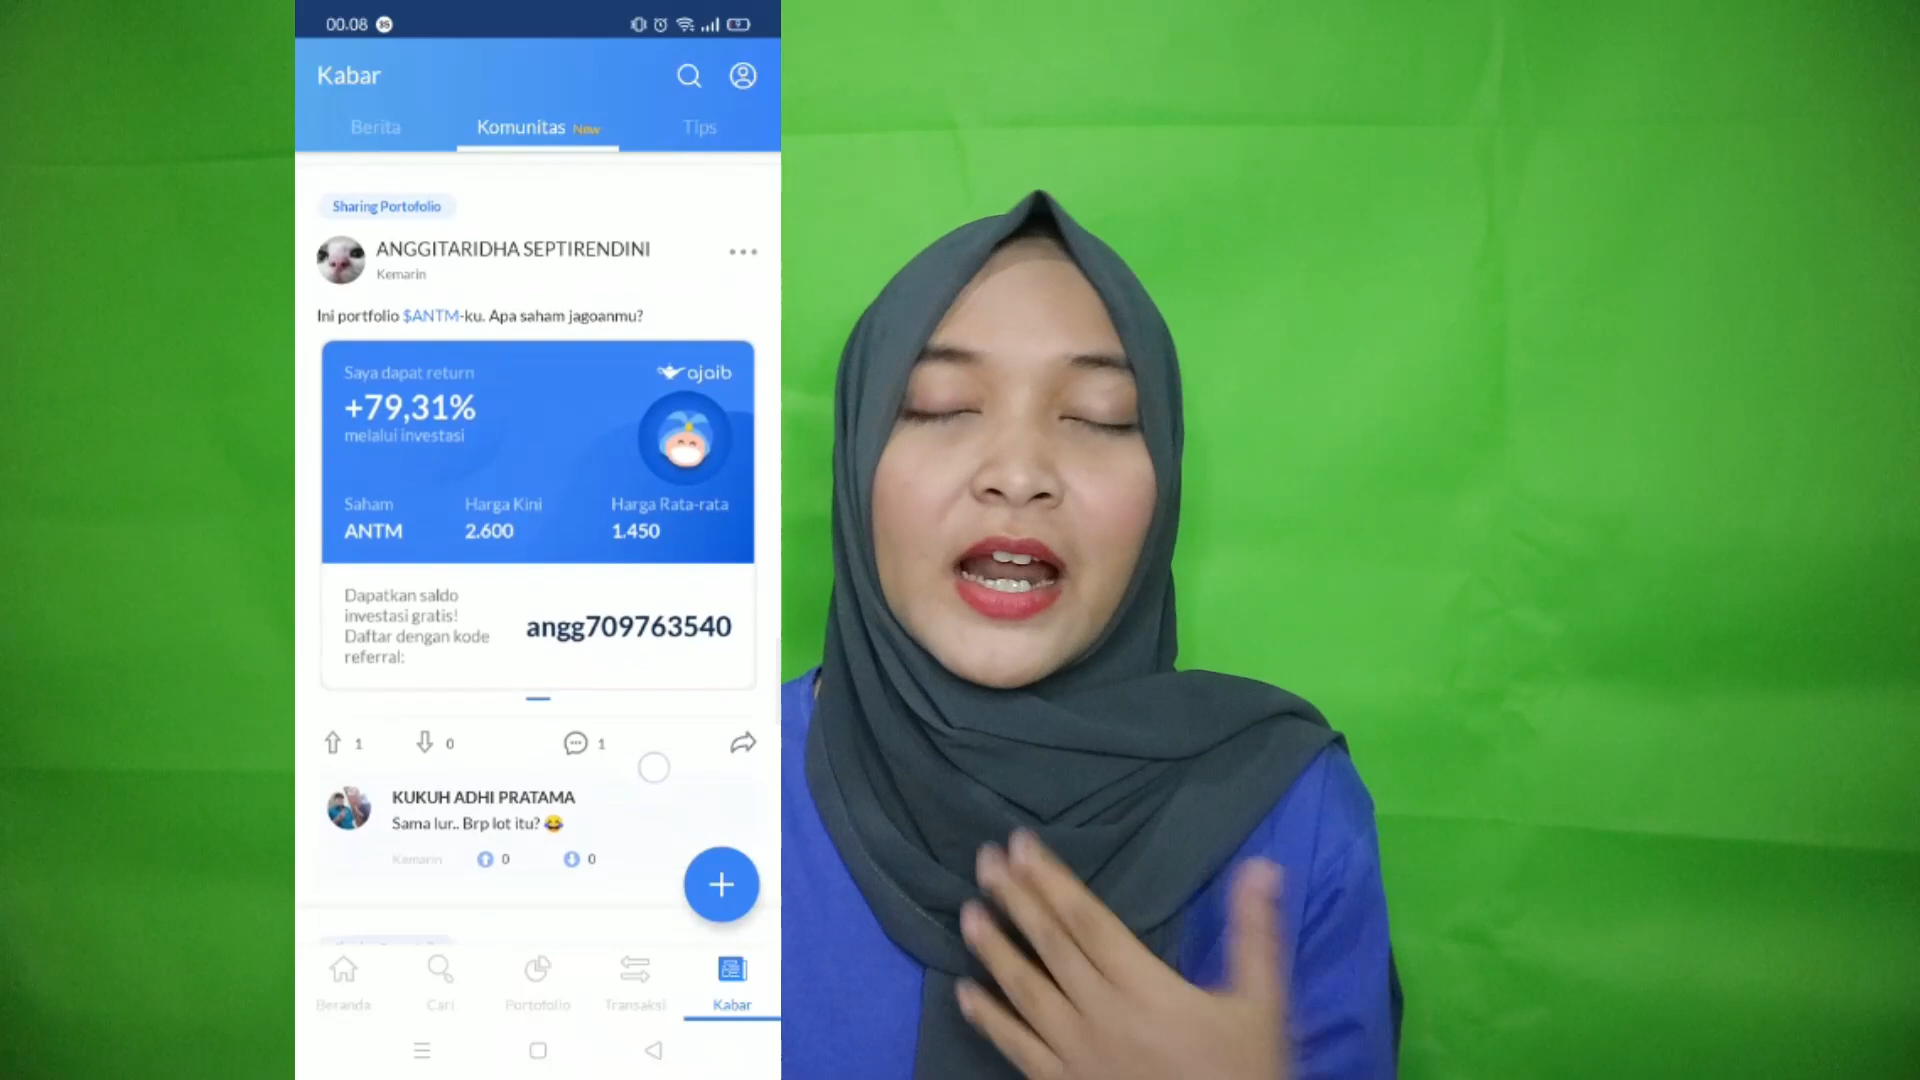 00.08 35
Kabar
Berita Komunitas New Tips
Sharing Portofolio
ANGGITARIDHA SEPTIRENDINI
Kemarin
Ini portfolio $ANTM-ku. Apa saham jagoanmu?
Saya dapat return
ajaib
+79,31%
melalui investasi
Saham Harga Kini Harga Rata-rata
ANTM 2.600 1.450
Dapatkan saldo
investasi gratis!
Daftar dengan kode
referral:
angg709763540
1 0 1
KUKUH ADHI PRATAMA
Sama lur.. Brp lot itu? 😂
Kemarin 0 0
Beranda Cari Portofolio Transaksi Kabar